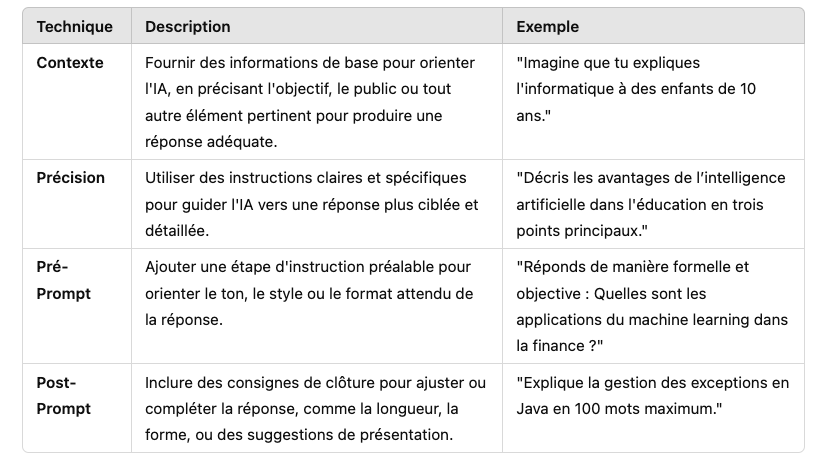 Technique Description Exemple
Contexte Fournir des informations de base pour orienter "Imagine que tu expliques
l'IA, en précisant l'objectif, le public ou tout l'informatique à des enfants de 10
autre élément pertinent pour produire une ans."
réponse adéquate.
Précision Utiliser des instructions claires et spécifiques "Décris les avantages de l’intelligence
pour guider l'IA vers une réponse plus ciblée et artificielle dans l'éducation en trois
détaillée. points principaux."
Pré- Ajouter une étape d'instruction préalable pour "Réponds de manière formelle et
Prompt orienter le ton, le style ou le format attendu de objective : Quelles sont les
la réponse. applications du machine learning dans
la finance ?"
Post- Inclure des consignes de clôture pour ajuster ou "Explique la gestion des exceptions en
Prompt compléter la réponse, comme la longueur, la Java en 100 mots maximum."
forme, ou des suggestions de présentation.